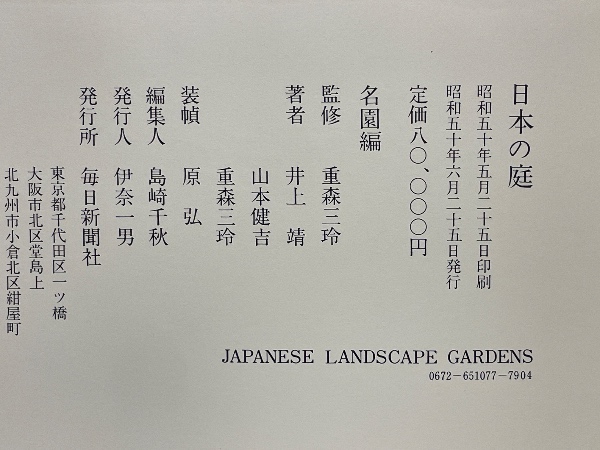 日本の庭
昭和五十年五月二十五日印刷
昭和五十年六月二十五日発行
定価八〇、〇〇〇円
名園編
監修 重森三玲
著者 井上 靖
山本健吉
重森三玲
装幀 原 弘
編集人 島崎千秋
発行人 伊奈一男
発行所 毎日新聞社
東京都千代田区一ツ橋
大阪市北区堂島上
北九州市小倉北区紺屋町
JAPANESE LANDSCAPE GARDENS
0672-651077-7904